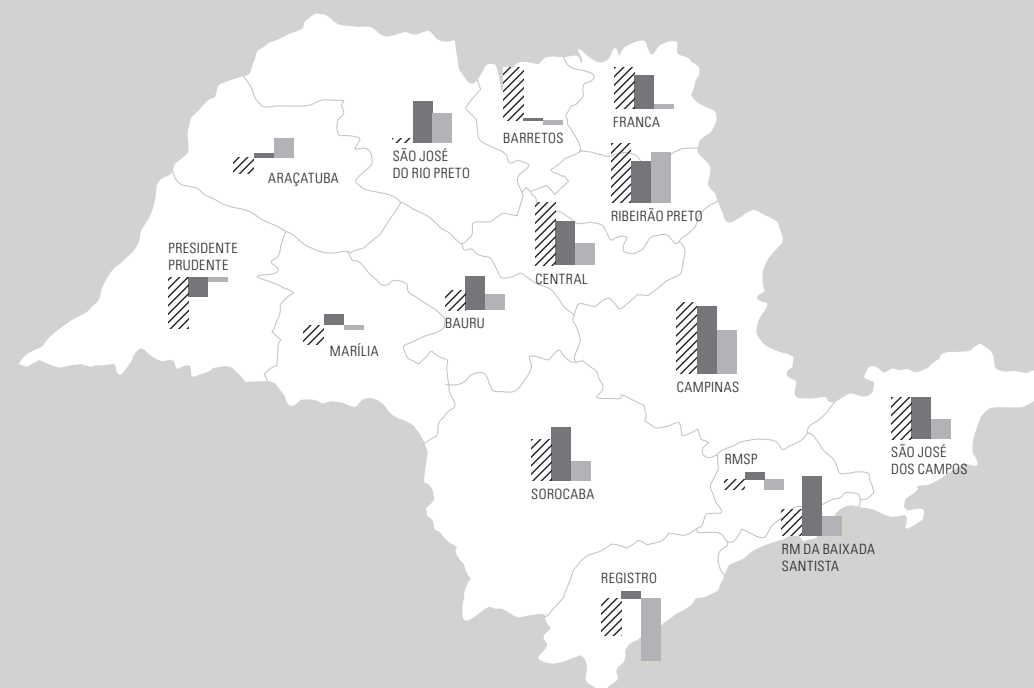 FRANCA
BARRETOS
SÃO JOSÉ
DO RIO PRETO
ARAÇATUBA
RIBEIRÃO PRETO
PRESIDENTE
PRUDENTE
CENTRAL
BAURU
MARÍLIA
CAMPINAS
SÃO JOSÉ
DOS CAMPOS
RMSP
SOROCABA
RM DA BAIXADA
SANTISTA
REGISTRO